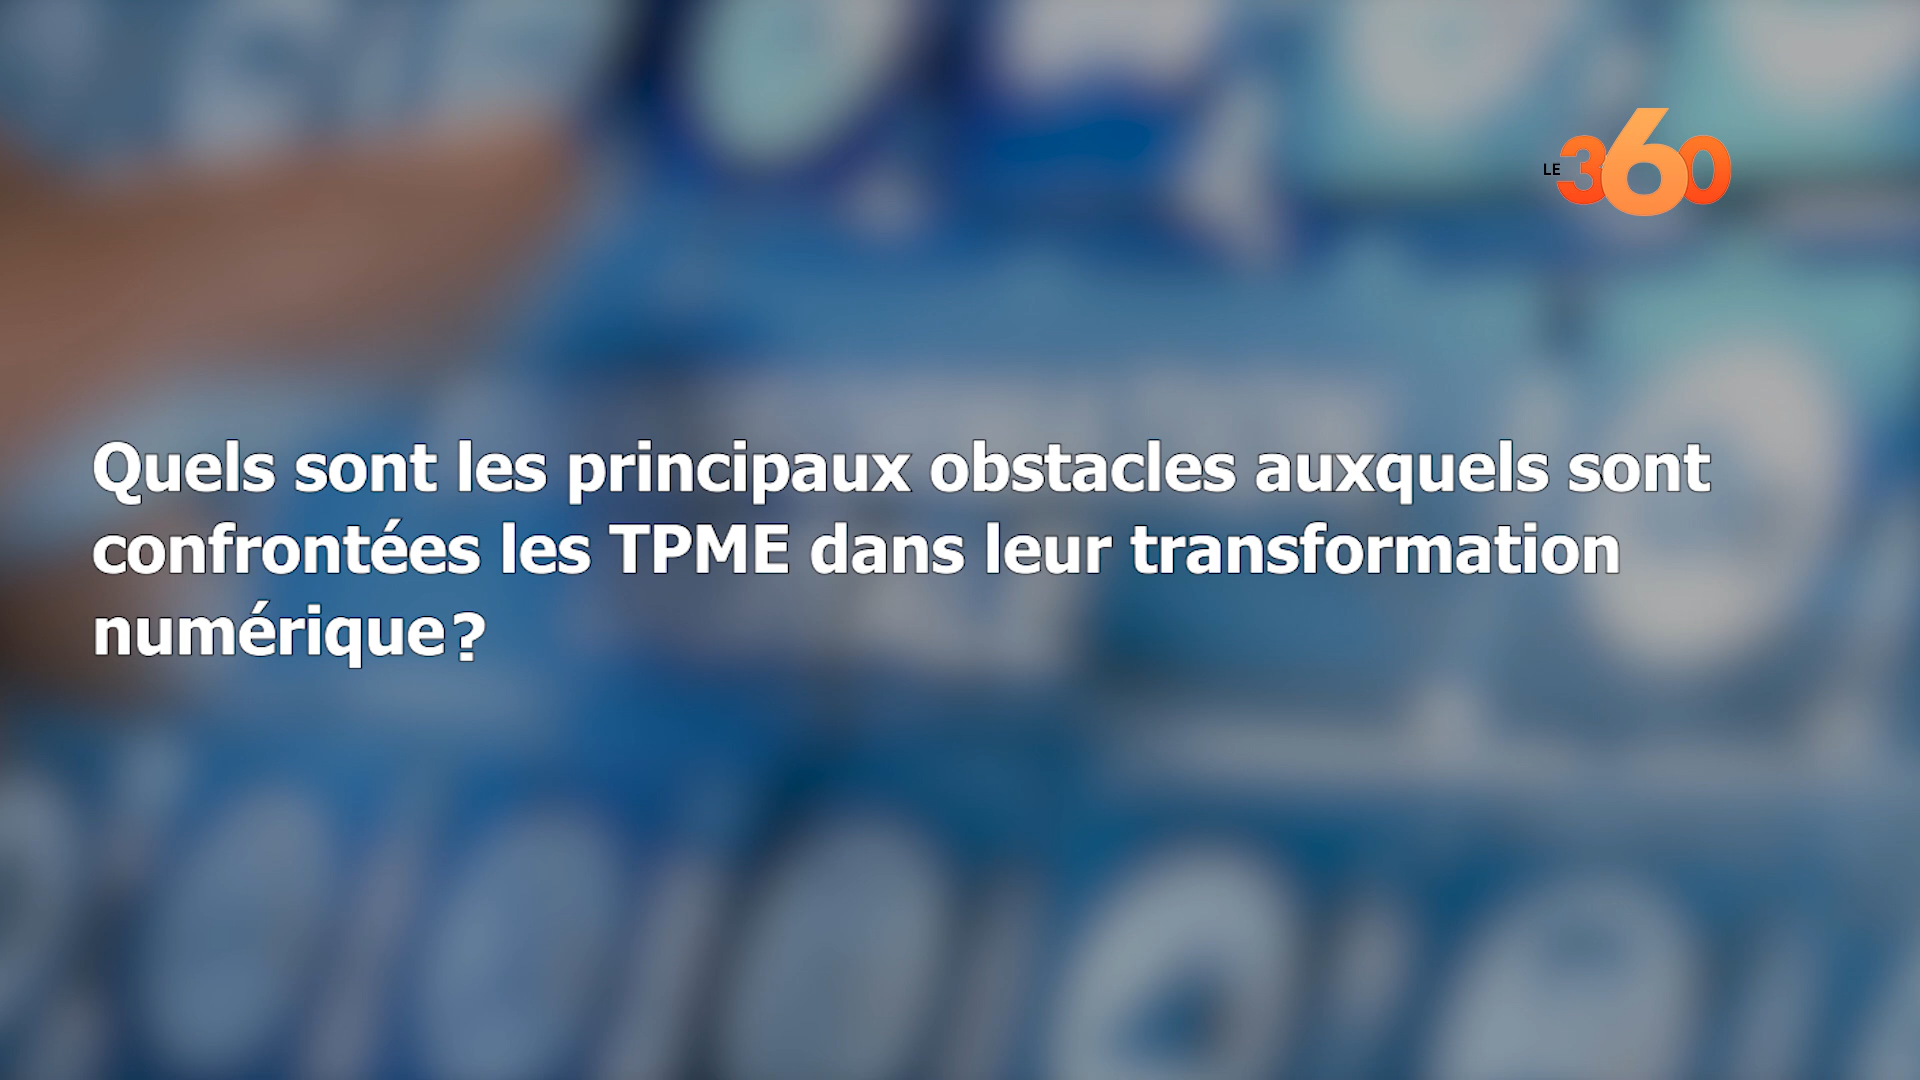 LE 360
Quels sont les principaux obstacles auxquels sont
confrontées les TPME dans leur transformation
numérique?